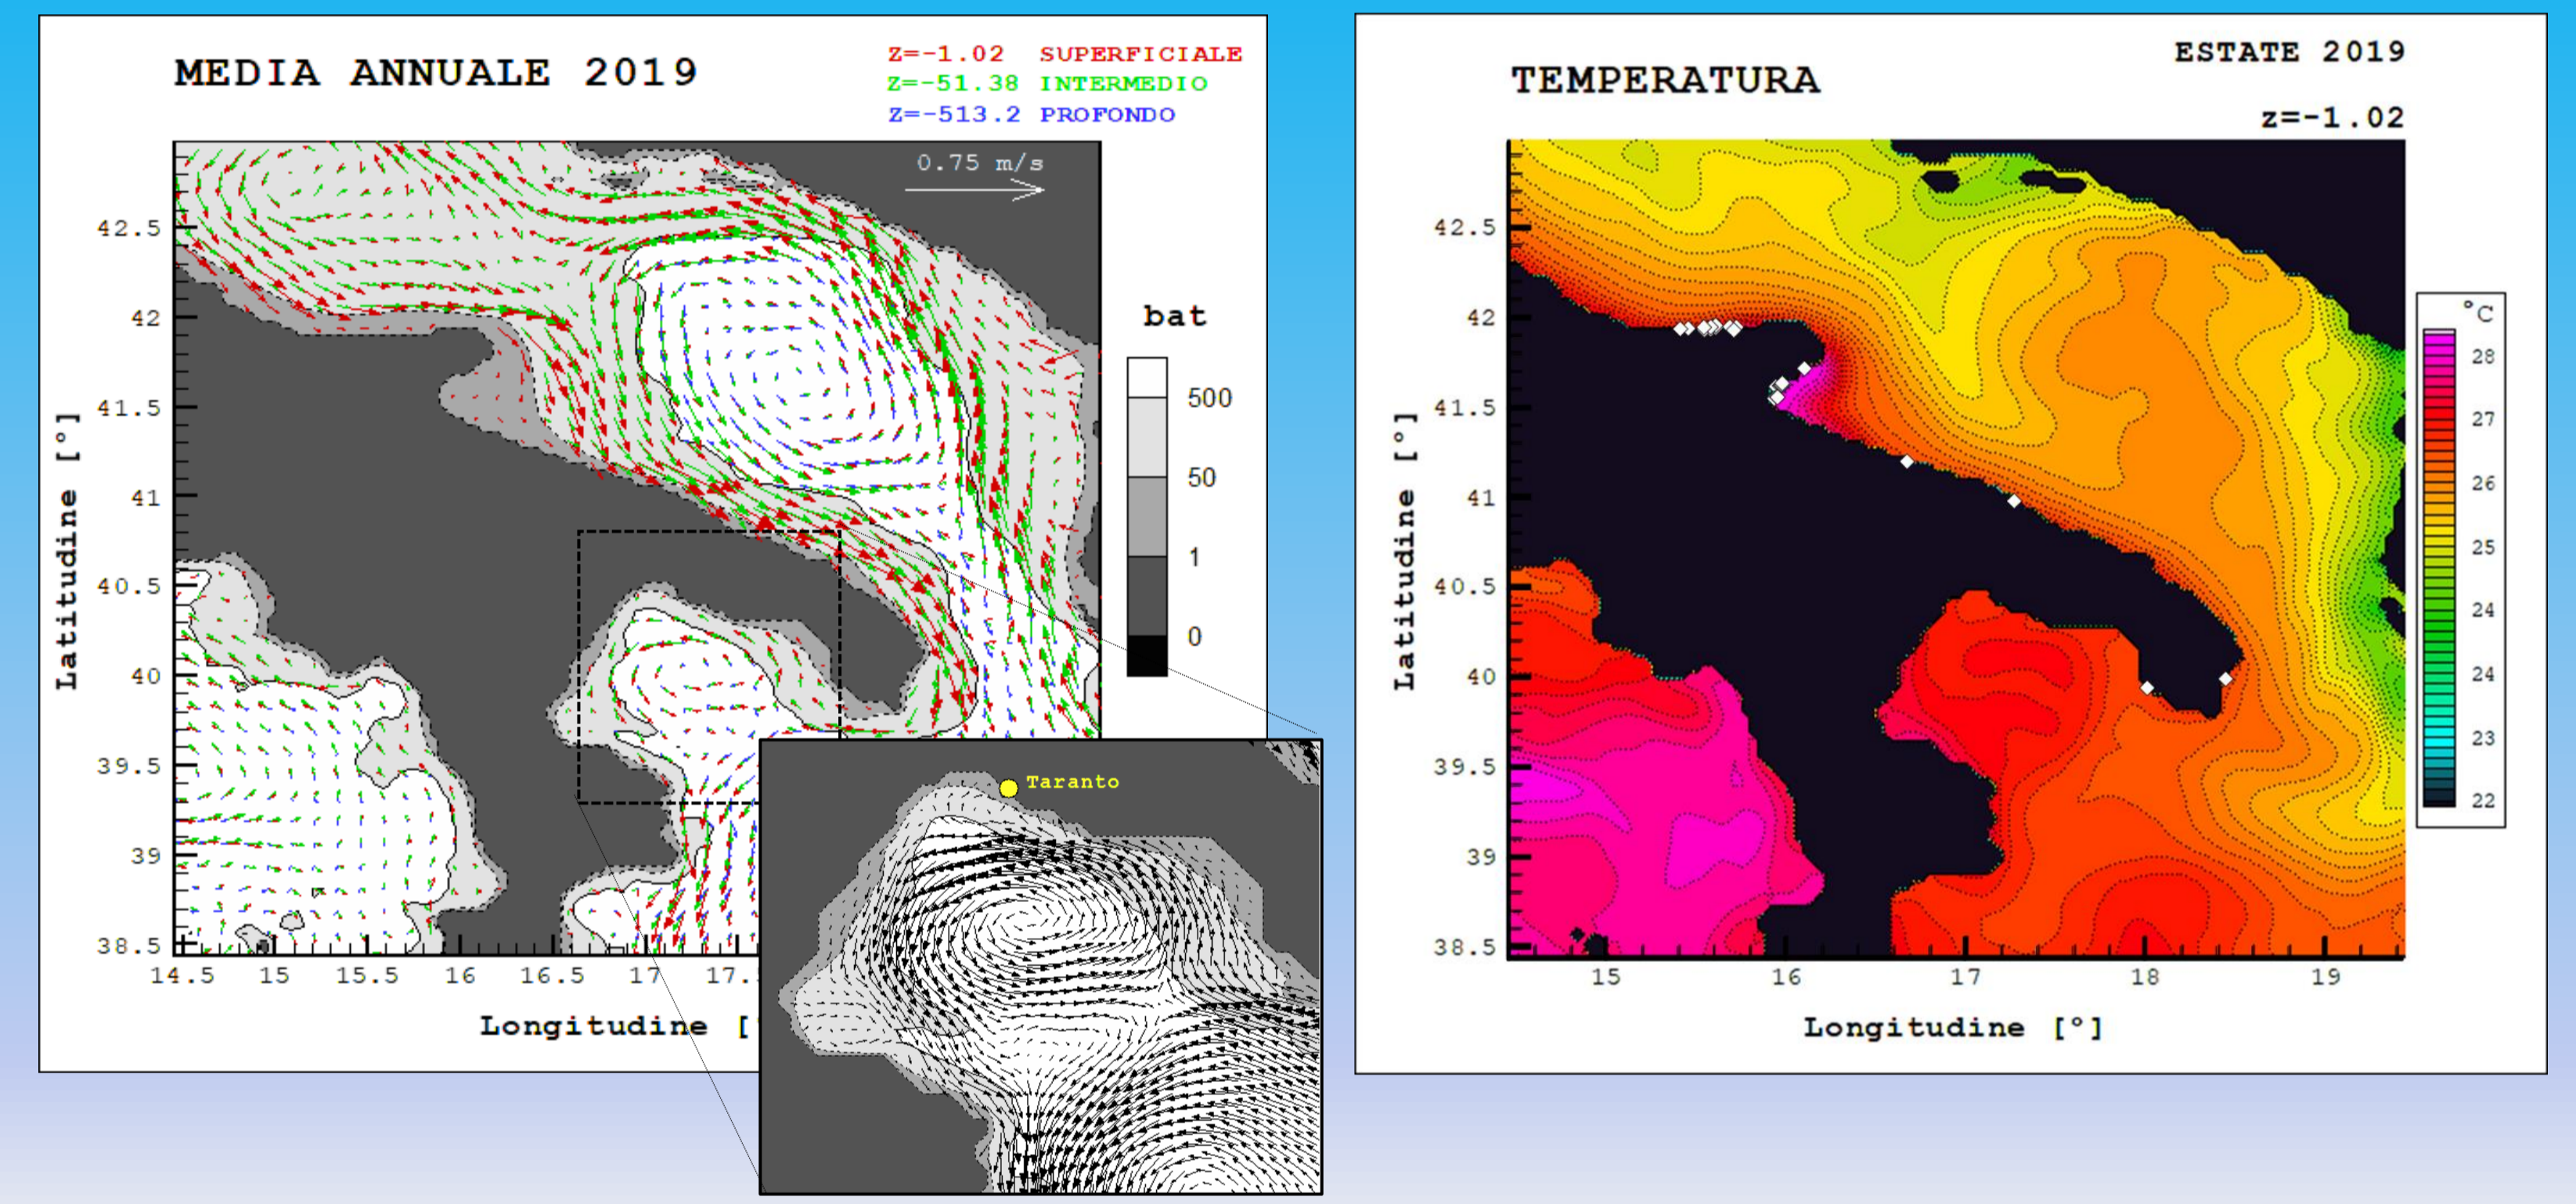 MEDIA ANNUALE 2019
Z=-1.02 SUPERFICIALE
Z=-51.38 INTERMEDIO
Z=-513.2 PROFONDO
0.75 m/s
42.5
42
41.5
41
40.5
40
39.5
39
38.5
Latitudine [°]
14.5 15 15.5 16 16.5 17 17.
Longitudine [
bat
500
50
1
0
Taranto
TEMPERATURA
ESTATE 2019
z=-1.02
42.5
42
41.5
41
40.5
40
39.5
39
38.5
Latitudine [°]
15 16 17 18 19
Longitudine [°]
°C
28
27
26
25
24
24
23
22